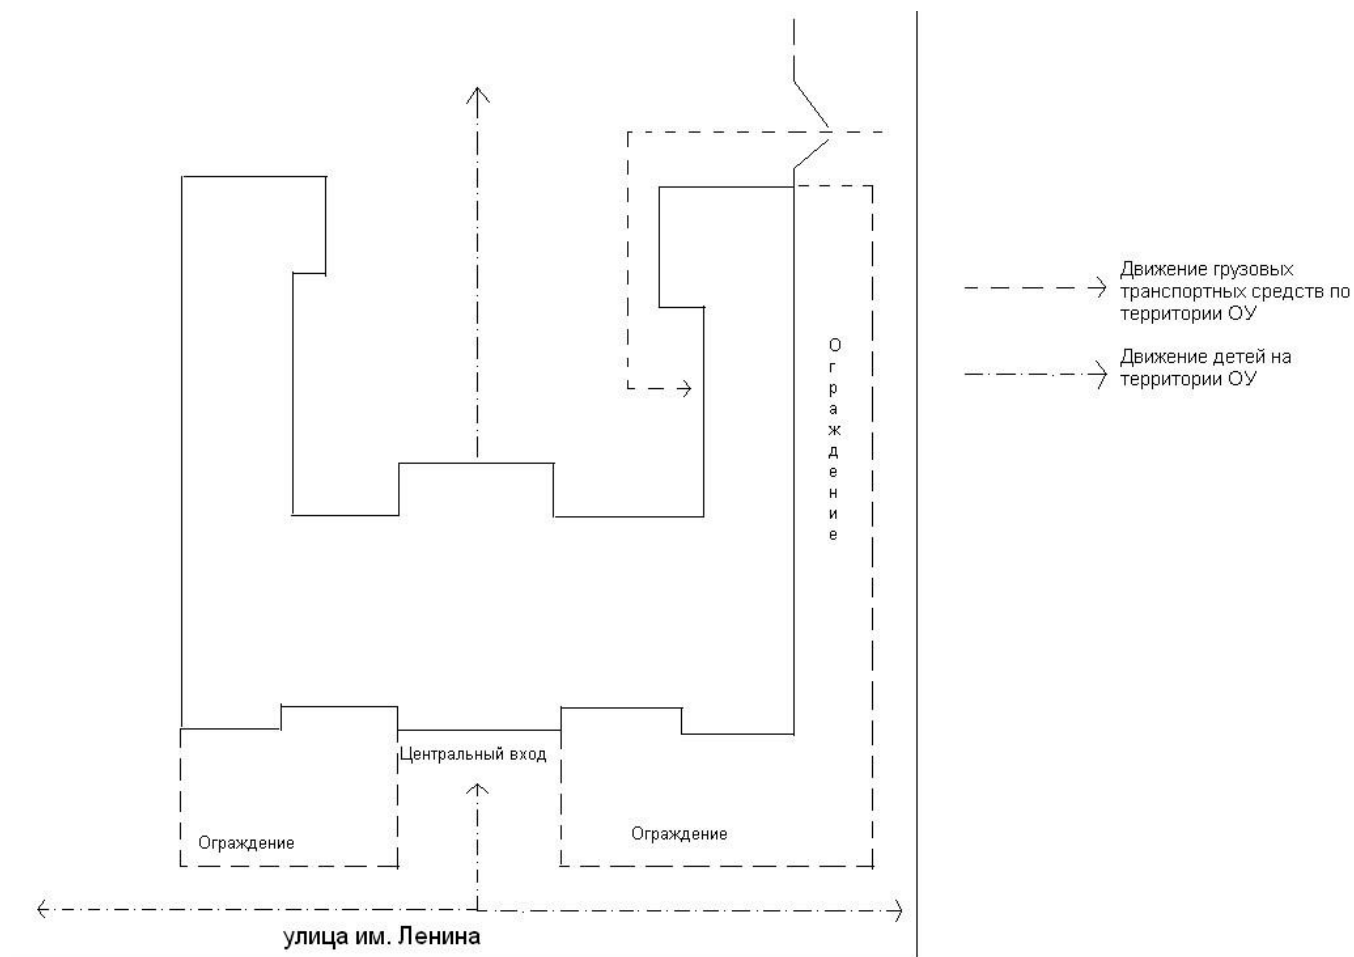 Движение грузовых
транспортных средств по
территории ОУ
Движение детей на
территории ОУ
Ограждение
Центральный вход
Ограждение
Ограждение
улица им. Ленина